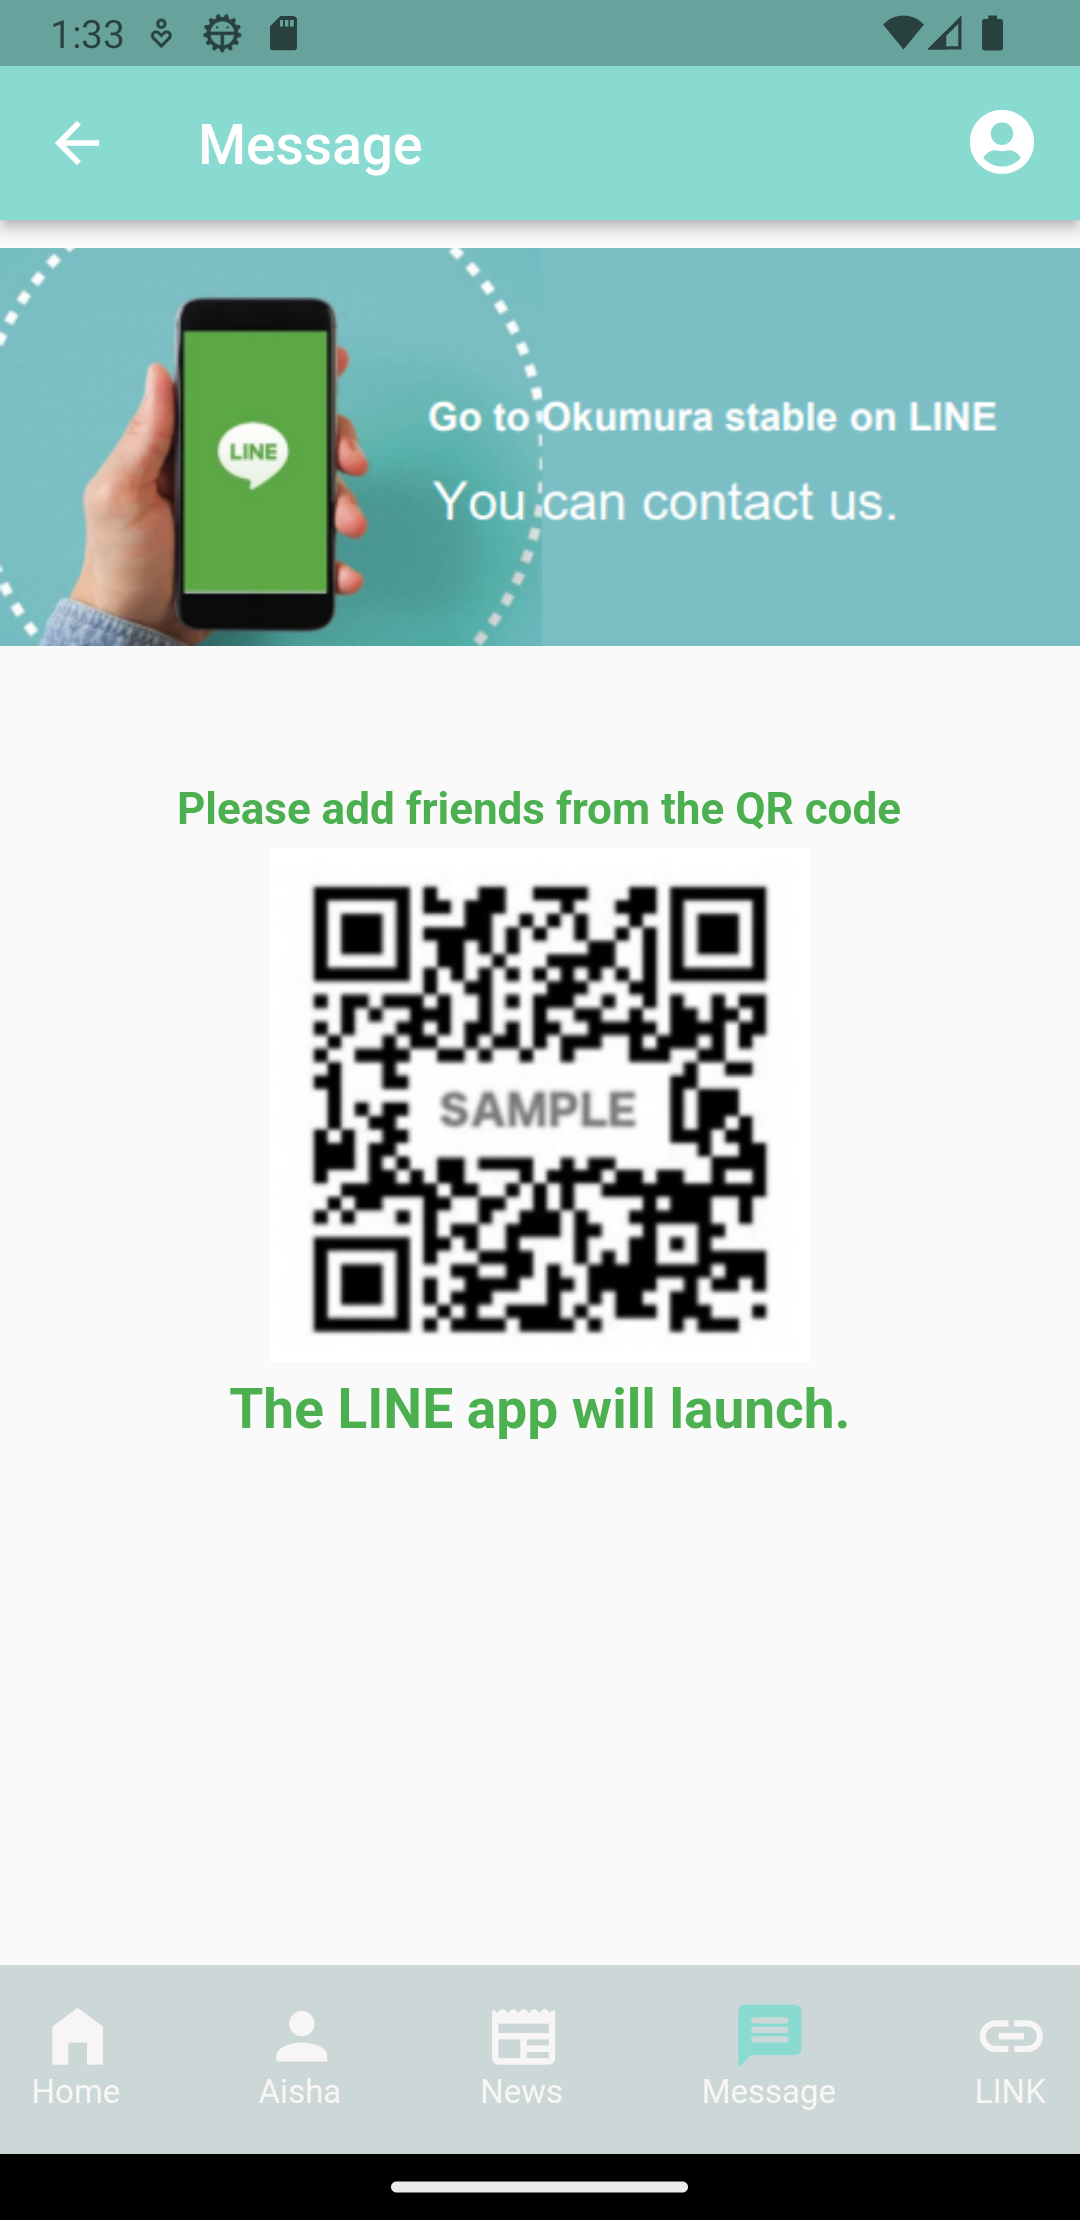 1:33
Message
LINE
Go to Okumura stable on LINE
You can contact us.
Please add friends from the QR code
SAMPLE
The LINE app will launch.
Home
Aisha
News
Message
LINK